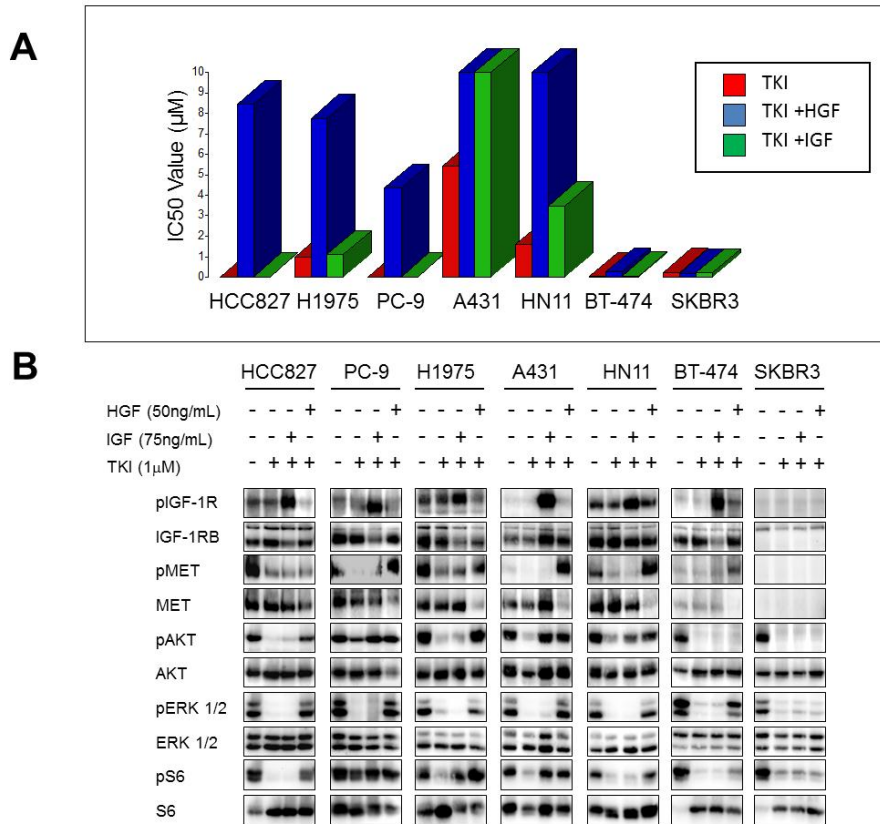 A
IC50 Value (µM)
10
9
8
7
6
5
4
3
2
1
0
HCC827 H1975 PC-9 A431 HN11 BT-474 SKBR3
TKI
TKI +HGF
TKI +IGF
B
HCC827 PC-9 H1975 A431 HN11 BT-474 SKBR3
HGF (50ng/mL) - - - + - - - + - - - + - - - + - - - + - - - + - - - +
IGF (75ng/mL) - - + - - - + - - - + - - - + - - - + - - - + - - - + -
TKI (1µM) - + + + - + + + - + + + - + + + - + + + - + + + - + + +
pIGF-1R
IGF-1RB
pMET
MET
pAKT
AKT
pERK 1/2
ERK 1/2
pS6
S6